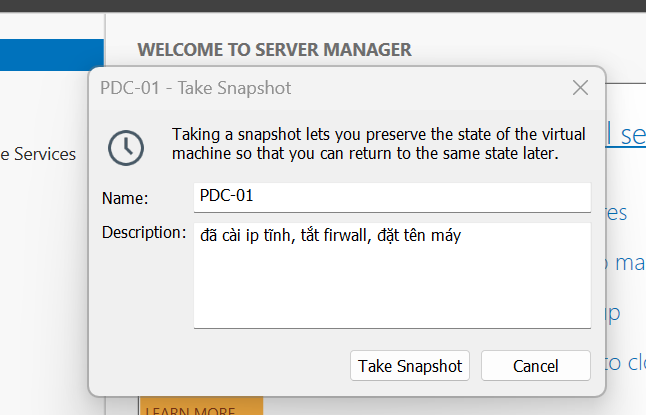 WELCOME TO SERVER MANAGER
PDC-01 - Take Snapshot
Taking a snapshot lets you preserve the state of the virtual
machine so that you can return to the same state later.
e Services
Name:
PDC-01
Description:
đã cài ip tĩnh, tắt firwall, đặt tên máy
Take Snapshot
Cancel
l se
res
o ma
up
to clo
LEARN MORE